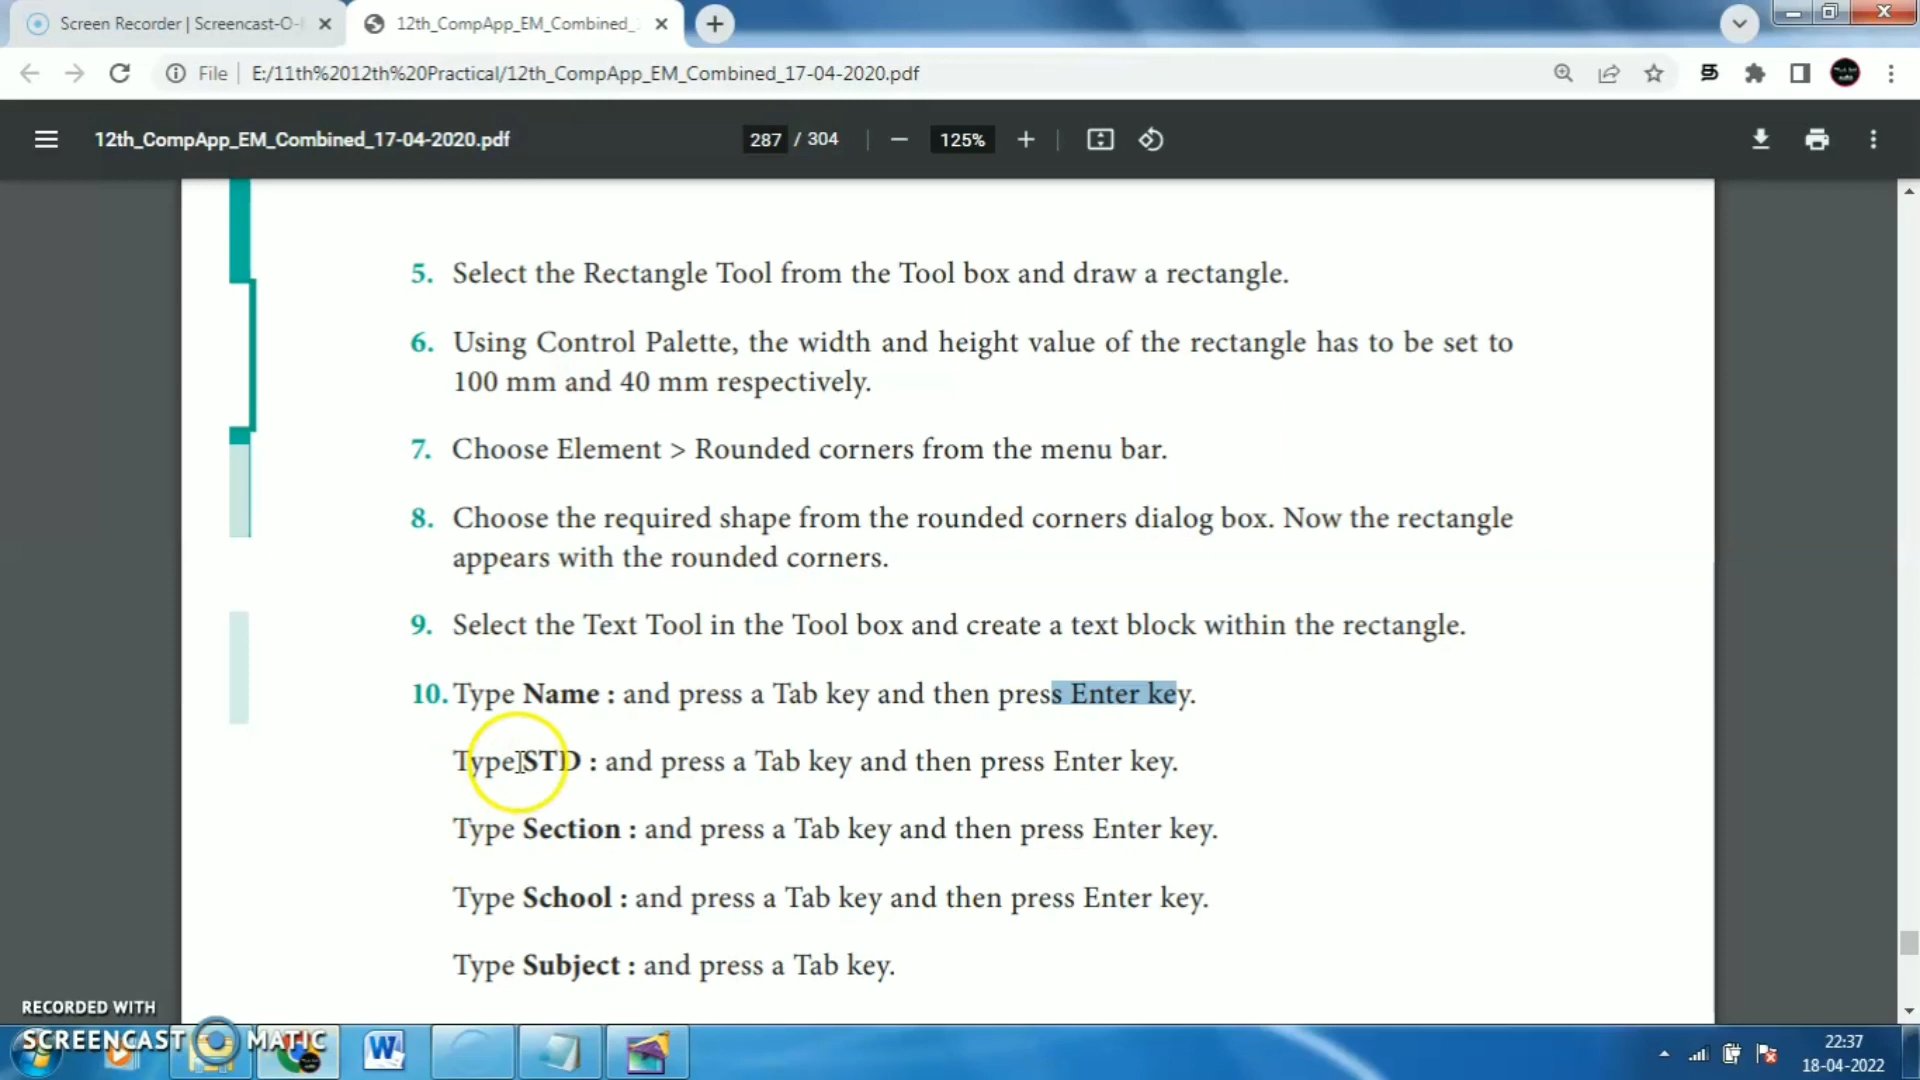 Screen Recorder | Screencast-O-
12th_CompApp_EM_Combined_
File
E:/11th%2012th%20Practical/12th_CompApp_EM_Combined_17-04-2020.pdf
12th_CompApp_EM_Combined_17-04-2020.pdf
287 / 304
125%
5. Select the Rectangle Tool from the Tool box and draw a rectangle.
6. Using Control Palette, the width and height value of the rectangle has to be set to
100 mm and 40 mm respectively.
7. Choose Element > Rounded corners from the menu bar.
8. Choose the required shape from the rounded corners dialog box. Now the rectangle
appears with the rounded corners.
9. Select the Text Tool in the Tool box and create a text block within the rectangle.
10. Type Name : and press a Tab key and then press Enter key.
Type STD : and press a Tab key and then press Enter key.
Type Section : and press a Tab key and then press Enter key.
Type School : and press a Tab key and then press Enter key.
Type Subject : and press a Tab key.
RECORDED WITH
SCREENCAST MATIC
22:37
18-04-2022